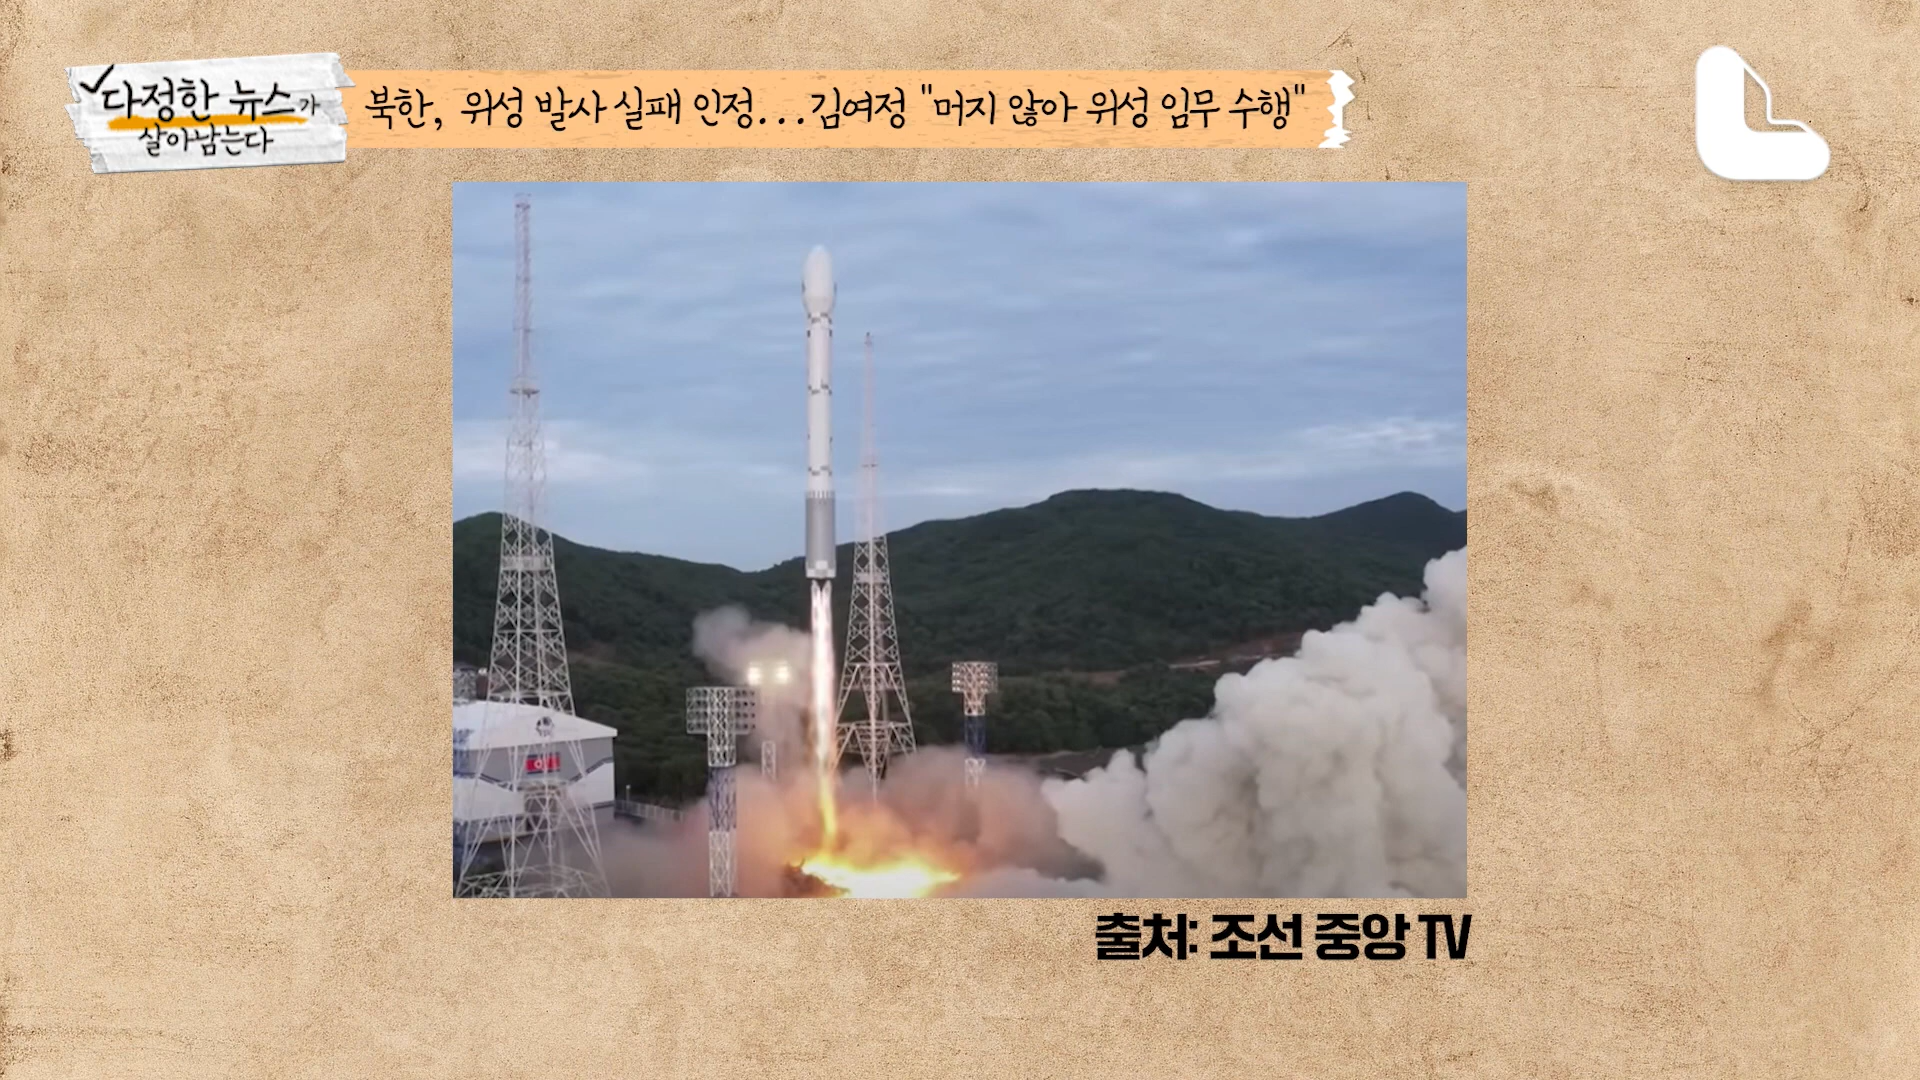 다정한 뉴스가
살아남는다
북한, 위성 발사 실패 인정...김여정 "머지 않아 위성 임무 수행"
출처: 조선 중앙 TV